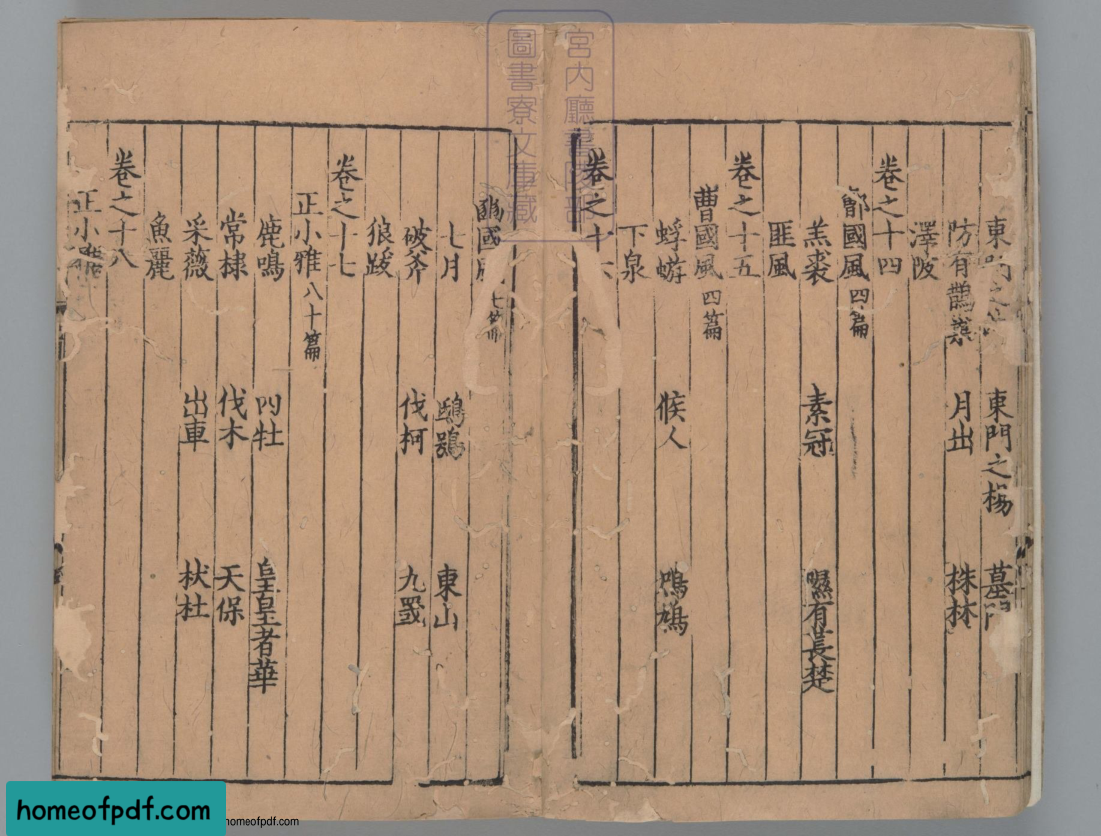 宮内廳書陵部
圖書寮文庫藏
東門之 東門之楊 墓門
防有鵲巢 月出 株林
澤陂
卷之十四
鄶國風 四篇
羔裘 素冠 隰有萇楚
匪風
卷之十五
曹國風 四篇
蜉蝣 候人 鳲鳩
下泉
卷之十六
豳國風 七篇
七月 鴟鴞 東山
破斧 伐柯 九罭
狼跋
卷之十七
正小雅 八十篇
鹿鳴 四牡 皇皇者華
常棣 伐木 天保
采薇 出車 杕杜
魚麗
卷之十八
正小雅
homeofpdf.com
homeofpdf.com